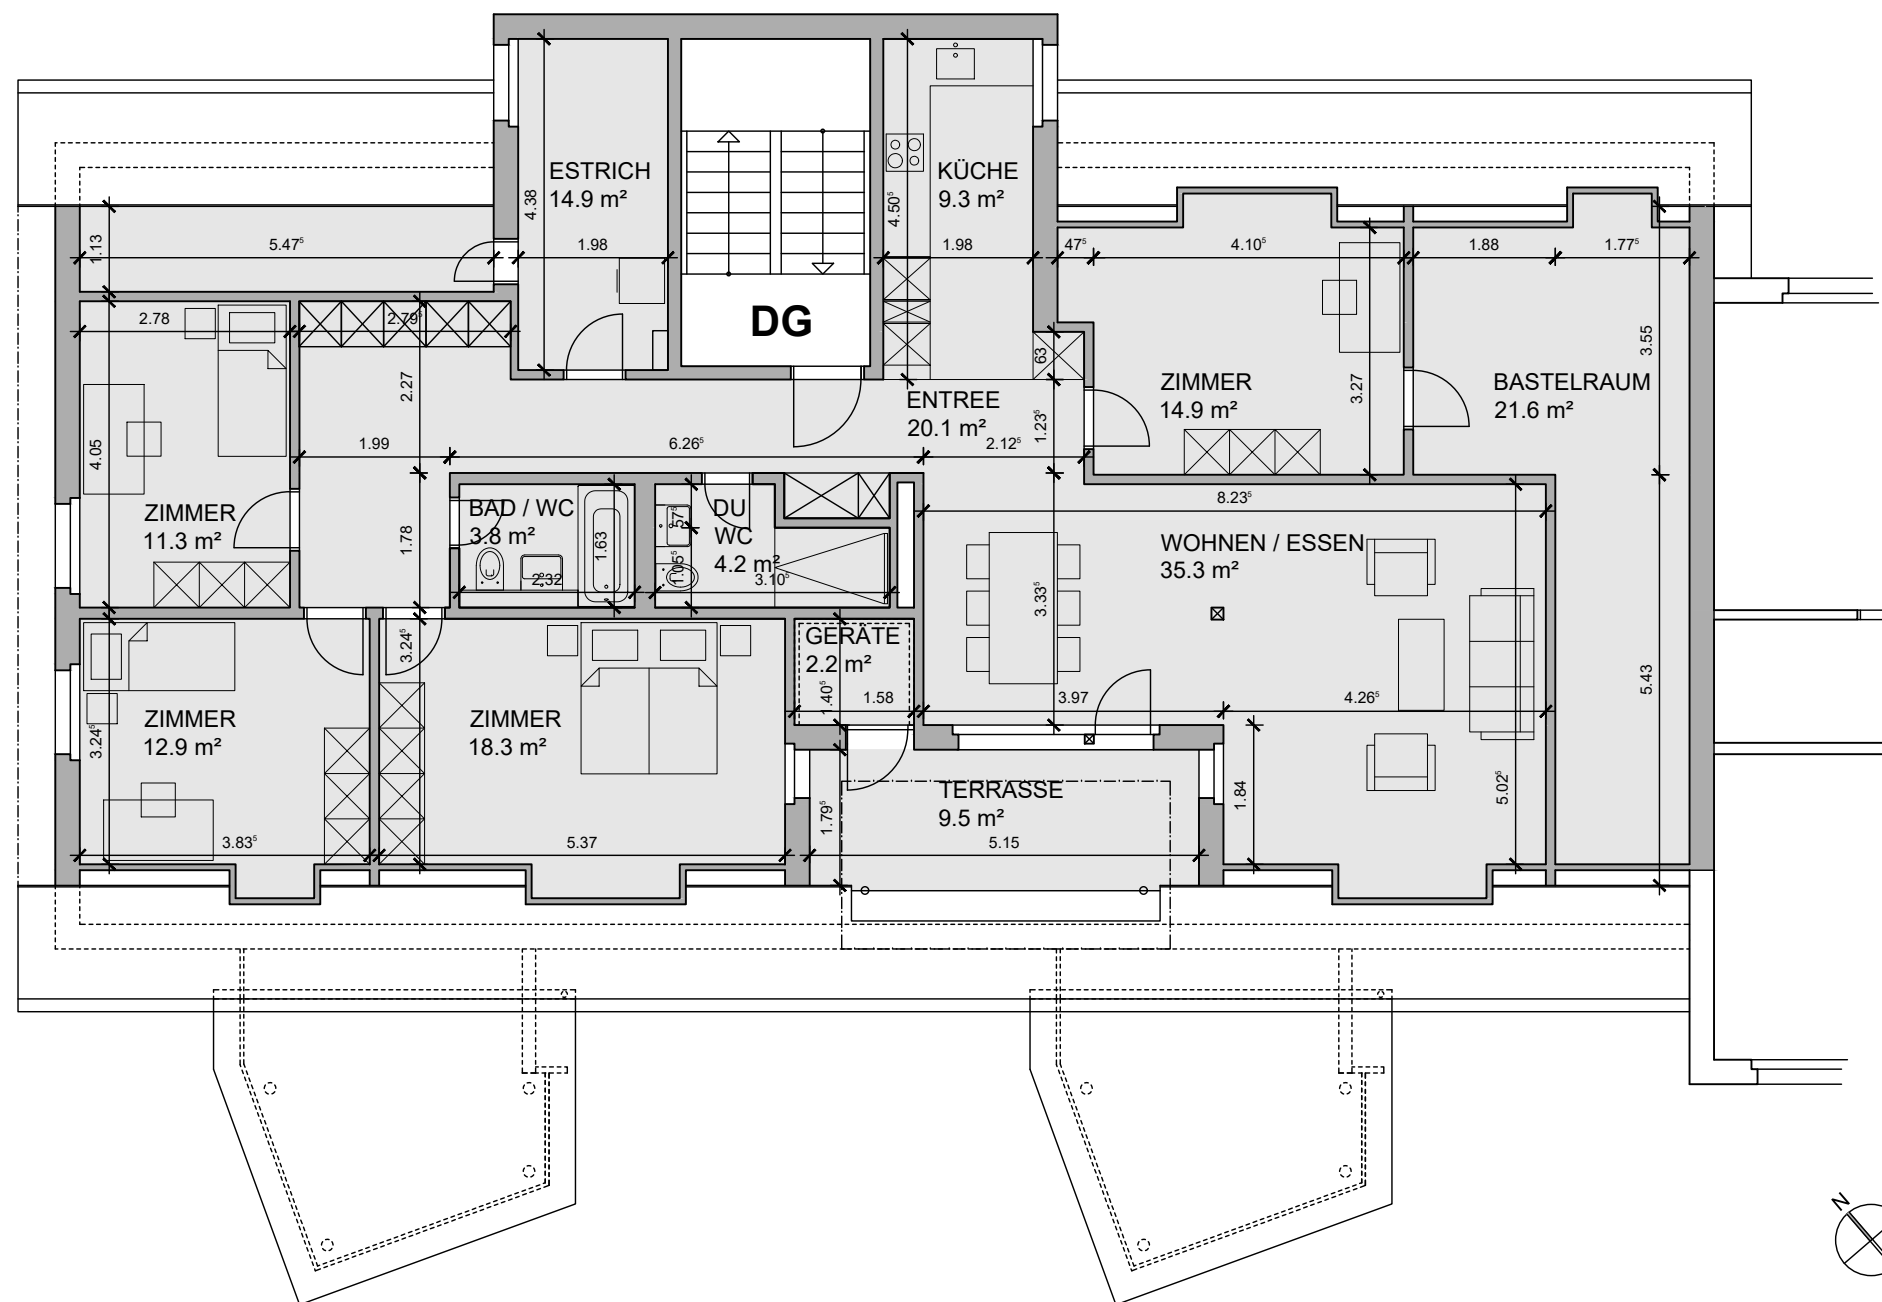 ESTRICH
14.9 m²
4.38
1.98
KÜCHE
9.3 m²
4.50⁵
1.98
1.13
5.47⁵
47⁵
4.10⁵
1.88
1.77⁵
2.78
2.79⁵
DG
63
3.27
3.55
2.27
4.05
ZIMMER
14.9 m²
BASTELRAUM
21.6 m²
ENTREE
20.1 m²
1.23⁵
1.99
6.26⁵
2.12⁵
8.23⁵
ZIMMER
11.3 m²
1.78
BAD / WC
3.8 m²
1.63
2.32
57⁵
1.05⁵
DU
WC
4.2 m²
3.10⁵
WOHNEN / ESSEN
35.3 m²
3.33⁵
GERÄTE
2.2 m²
1.40⁵
1.58
3.97
4.26⁵
5.43
3.24⁵
ZIMMER
12.9 m²
3.24⁵
ZIMMER
18.3 m²
1.79⁵
TERRASSE
9.5 m²
1.84
5.02⁵
3.83⁵
5.37
5.15
N